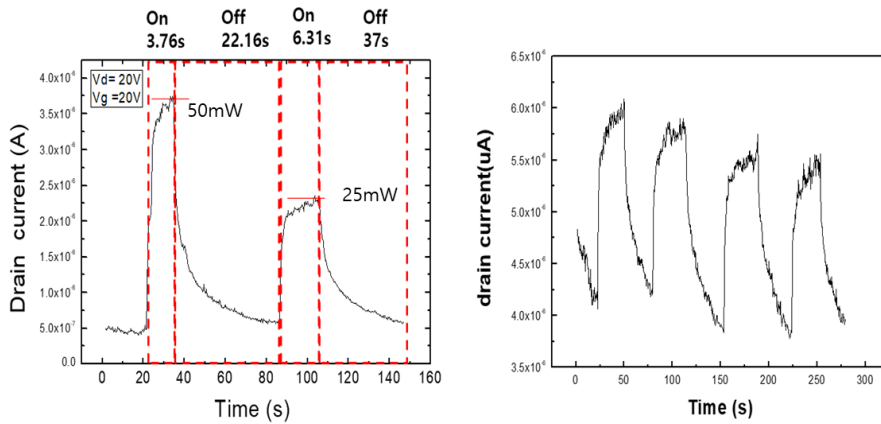 On Off On Off
3.76s 22.16s 6.31s 37s
Vd= 20V
Vg =20V
50mW
25mW
4.0x10⁻⁶
3.5x10⁻⁶
3.0x10⁻⁶
2.5x10⁻⁶
2.0x10⁻⁶
1.5x10⁻⁶
1.0x10⁻⁶
5.0x10⁻⁷
0.0
Drain current (A)
0 20 40 60 80 100 120 140 160
Time (s)
6.5x10⁻⁶
6.0x10⁻⁶
5.5x10⁻⁶
5.0x10⁻⁶
4.5x10⁻⁶
4.0x10⁻⁶
3.5x10⁻⁶
drain current(uA)
0 50 100 150 200 250 300
Time (s)